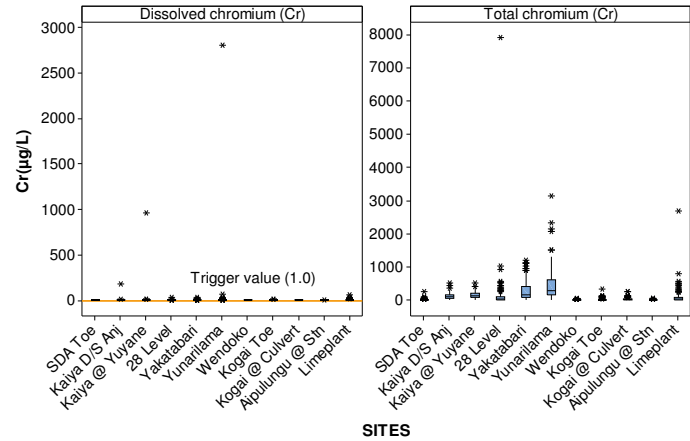 Dissolved chromium (Cr)
Total chromium (Cr)
Cr(µg/L)
3000
2500
2000
1500
1000
500
0
Trigger value (1.0)
8000
7000
6000
5000
4000
3000
2000
1000
0
SDA Toe
Kaiya D/S Anj
Kaiya @ Yuyane
28 Level
Yakatabari
Yunarilama
Wendoko
Kogai Toe
Kogai @ Culvert
Aipulungu @ Stn
Limeplant
SDA Toe
Kaiya D/S Anj
Kaiya @ Yuyane
28 Level
Yakatabari
Yunarilama
Wendoko
Kogai Toe
Kogai @ Culvert
Aipulungu @ Stn
Limeplant
SITES